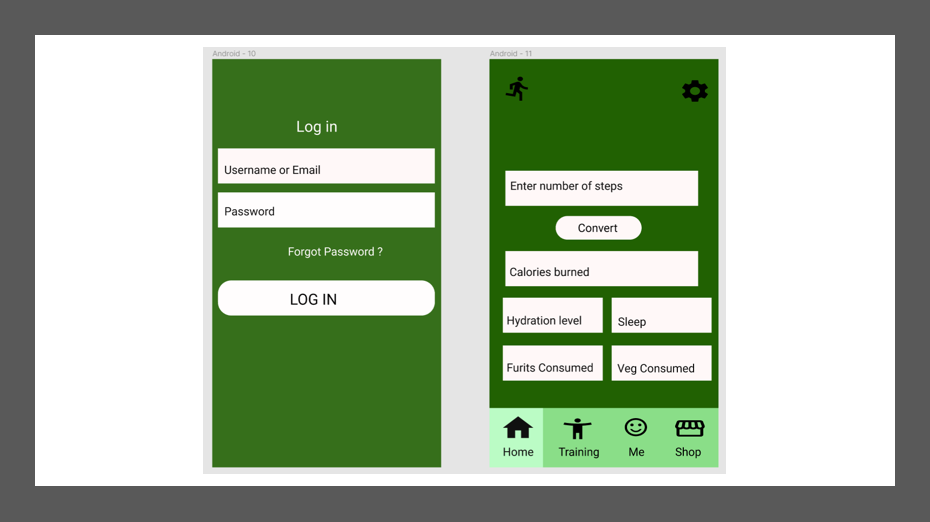 Android - 10
Log in
Username or Email
Password
Forgot Password ?
LOG IN
Android - 11
Enter number of steps
Convert
Calories burned
Hydration level
Sleep
Furits Consumed
Veg Consumed
Home
Training
Me
Shop